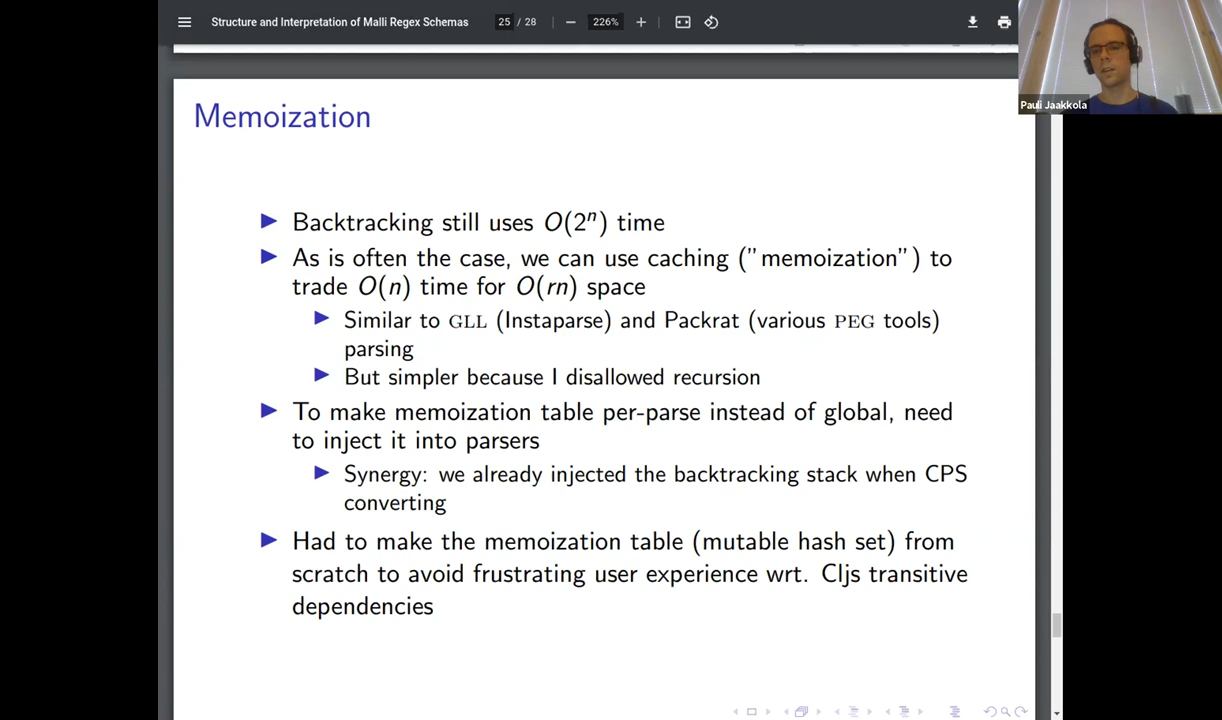 Structure and Interpretation of Malli Regex Schemas 25 / 28 226%
Pauli Jaakkola
Memoization
Backtracking still uses O(2ⁿ) time
As is often the case, we can use caching ("memoization") to
trade O(n) time for O(rn) space
Similar to GLL (Instaparse) and Packrat (various PEG tools)
parsing
But simpler because I disallowed recursion
To make memoization table per-parse instead of global, need
to inject it into parsers
Synergy: we already injected the backtracking stack when CPS
converting
Had to make the memoization table (mutable hash set) from
scratch to avoid frustrating user experience wrt. Cljs transitive
dependencies